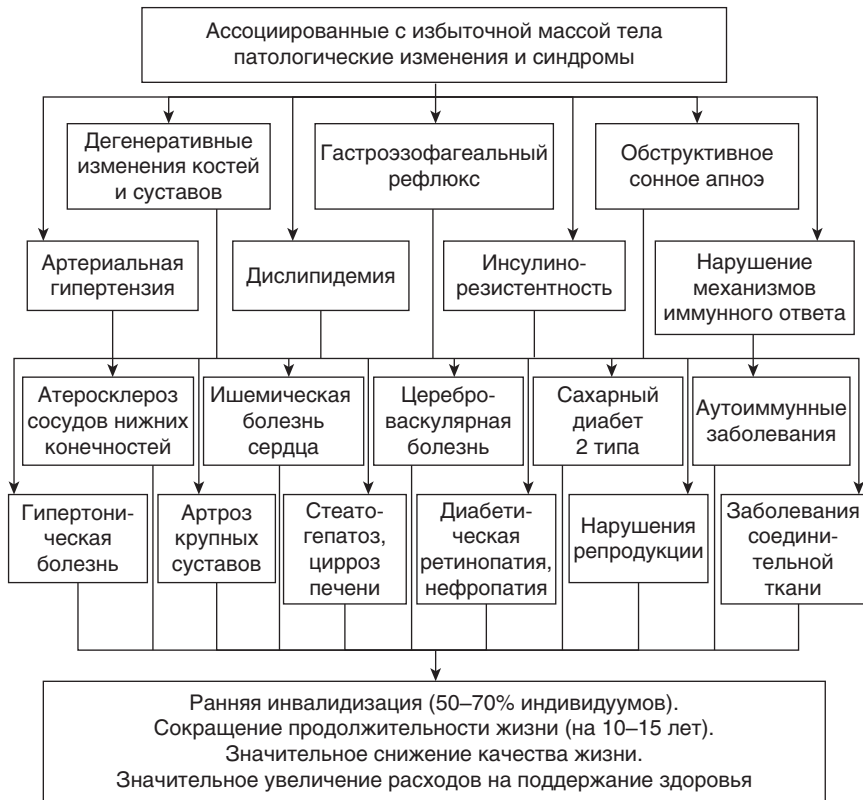 Ассоциированные с избыточной массой тела
патологические изменения и синдромы
Дегенеративные
изменения костей
и суставов
Гастроэзофагеальный
рефлюкс
Обструктивное
сонное апноэ
Артериальная
гипертензия
Дислипидемия
Инсулино-
резистентность
Нарушение
механизмов
иммунного ответа
Атеросклероз
сосудов нижних
конечностей
Ишемическая
болезнь
сердца
Церебро-
васкулярная
болезнь
Сахарный
диабет
2 типа
Аутоиммунные
заболевания
Гипертони-
ческая
болезнь
Артроз
крупных
суставов
Стеато-
гепатоз,
цирроз
печени
Диабети-
ческая
ретинопатия,
нефропатия
Нарушения
репродукции
Заболевания
соедини-
тельной
ткани
Ранняя инвалидизация (50–70% индивидуумов).
Сокращение продолжительности жизни (на 10–15 лет).
Значительное снижение качества жизни.
Значительное увеличение расходов на поддержание здоровья